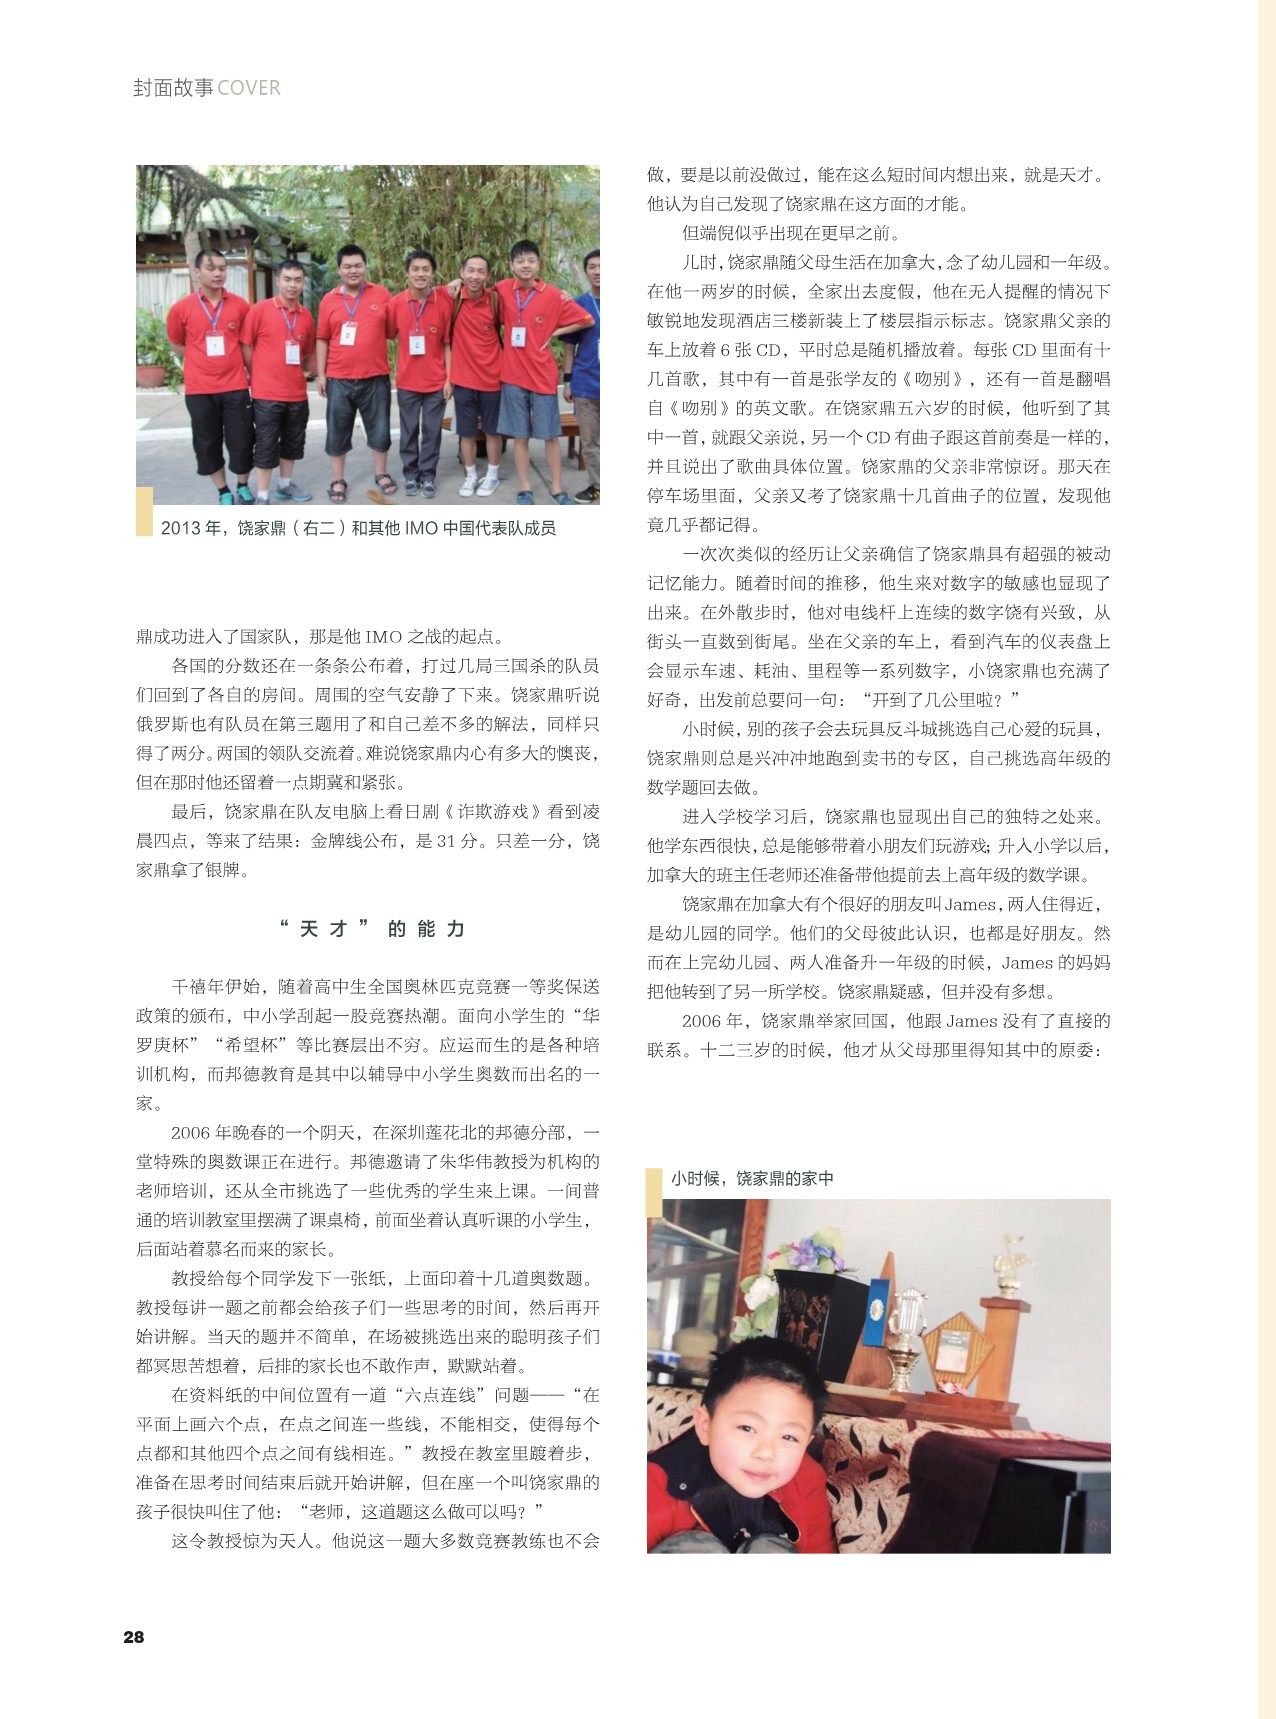 封面故事COVER
2013 年，饶家鼎（右二）和其他 IMO 中国代表队成员
鼎成功进入了国家队，那是他 IMO 之战的起点。
各国的分数还在一条条公布着，打过几局三国杀的队员
们回到了各自的房间。周围的空气安静了下来。饶家鼎听说
俄罗斯也有队员在第三题用了和自己差不多的解法，同样只
得了两分。两国的领队交流着。难说饶家鼎内心有多大的懊丧，
但在那时他还留着一点期冀和紧张。
最后，饶家鼎在队友电脑上看日剧《诈欺游戏》看到凌
晨四点，等来了结果：金牌线公布，是 31 分。只差一分，饶
家鼎拿了银牌。
“天才”的能力
千禧年伊始，随着高中生全国奥林匹克竞赛一等奖保送
政策的颁布，中小学刮起一股竞赛热潮。面向小学生的“华
罗庚杯”“希望杯”等比赛层出不穷。应运而生的是各种培
训机构，而邦德教育是其中以辅导中小学生奥数而出名的一
家。
2006 年晚春的一个阴天，在深圳莲花北的邦德分部，一
堂特殊的奥数课正在进行。邦德邀请了朱华伟教授为机构的
老师培训，还从全市挑选了一些优秀的学生来上课。一间普
通的培训教室里摆满了课桌椅，前面坐着认真听课的小学生，
后面站着慕名而来的家长。
教授给每个同学发下一张纸，上面印着十几道奥数题。
教授每讲一题之前都会给孩子们一些思考的时间，然后再开
始讲解。当天的题并不简单，在场被挑选出来的聪明孩子们
都冥思苦想着，后排的家长也不敢作声，默默站着。
在资料纸的中间位置有一道“六点连线”问题——“在
平面上画六个点，在点之间连一些线，不能相交，使得每个
点都和其他四个点之间有线相连。”教授在教室里踱着步，
准备在思考时间结束后就开始讲解，但在座一个叫饶家鼎的
孩子很快叫住了他：“老师，这道题这么做可以吗？”
这令教授惊为天人。他说这一题大多数竞赛教练也不会
做，要是以前没做过，能在这么短时间内想出来，就是天才。
他认为自己发现了饶家鼎在这方面的才能。
但端倪似乎出现在更早之前。
儿时，饶家鼎随父母生活在加拿大，念了幼儿园和一年级。
在他一两岁的时候，全家出去度假，他在无人提醒的情况下
敏锐地发现酒店三楼新装上了楼层指示标志。饶家鼎父亲的
车上放着 6 张 CD，平时总是随机播放着。每张 CD 里面有十
几首歌，其中有一首是张学友的《吻别》，还有一首是翻唱
自《吻别》的英文歌。在饶家鼎五六岁的时候，他听到了其
中一首，就跟父亲说，另一个 CD 有曲子跟这首前奏是一样的，
并且说出了歌曲具体位置。饶家鼎的父亲非常惊讶。那天在
停车场里面，父亲又考了饶家鼎十几首曲子的位置，发现他
竟几乎都记得。
一次次类似的经历让父亲确信了饶家鼎具有超强的被动
记忆能力。随着时间的推移，他生来对数字的敏感也显现了
出来。在外散步时，他对电线杆上连续的数字饶有兴致，从
街头一直数到街尾。坐在父亲的车上，看到汽车的仪表盘上
会显示车速、耗油、里程等一系列数字，小饶家鼎也充满了
好奇，出发前总要问一句：“开到了几公里啦？”
小时候，别的孩子会去玩具反斗城挑选自己心爱的玩具，
饶家鼎则总是兴冲冲地跑到卖书的专区，自己挑选高年级的
数学题回去做。
进入学校学习后，饶家鼎也显现出自己的独特之处来。
他学东西很快，总是能够带着小朋友们玩游戏；升入小学以后，
加拿大的班主任老师还准备带他提前去上高年级的数学课。
饶家鼎在加拿大有个很好的朋友叫 James，两人住得近，
是幼儿园的同学。他们的父母彼此认识，也都是好朋友。然
而在上完幼儿园、两人准备升一年级的时候，James 的妈妈
把他转到了另一所学校。饶家鼎疑惑，但并没有多想。
2006 年，饶家鼎举家回国，他跟 James 没有了直接的
联系。十二三岁的时候，他才从父母那里得知其中的原委：
小时候，饶家鼎的家中
28